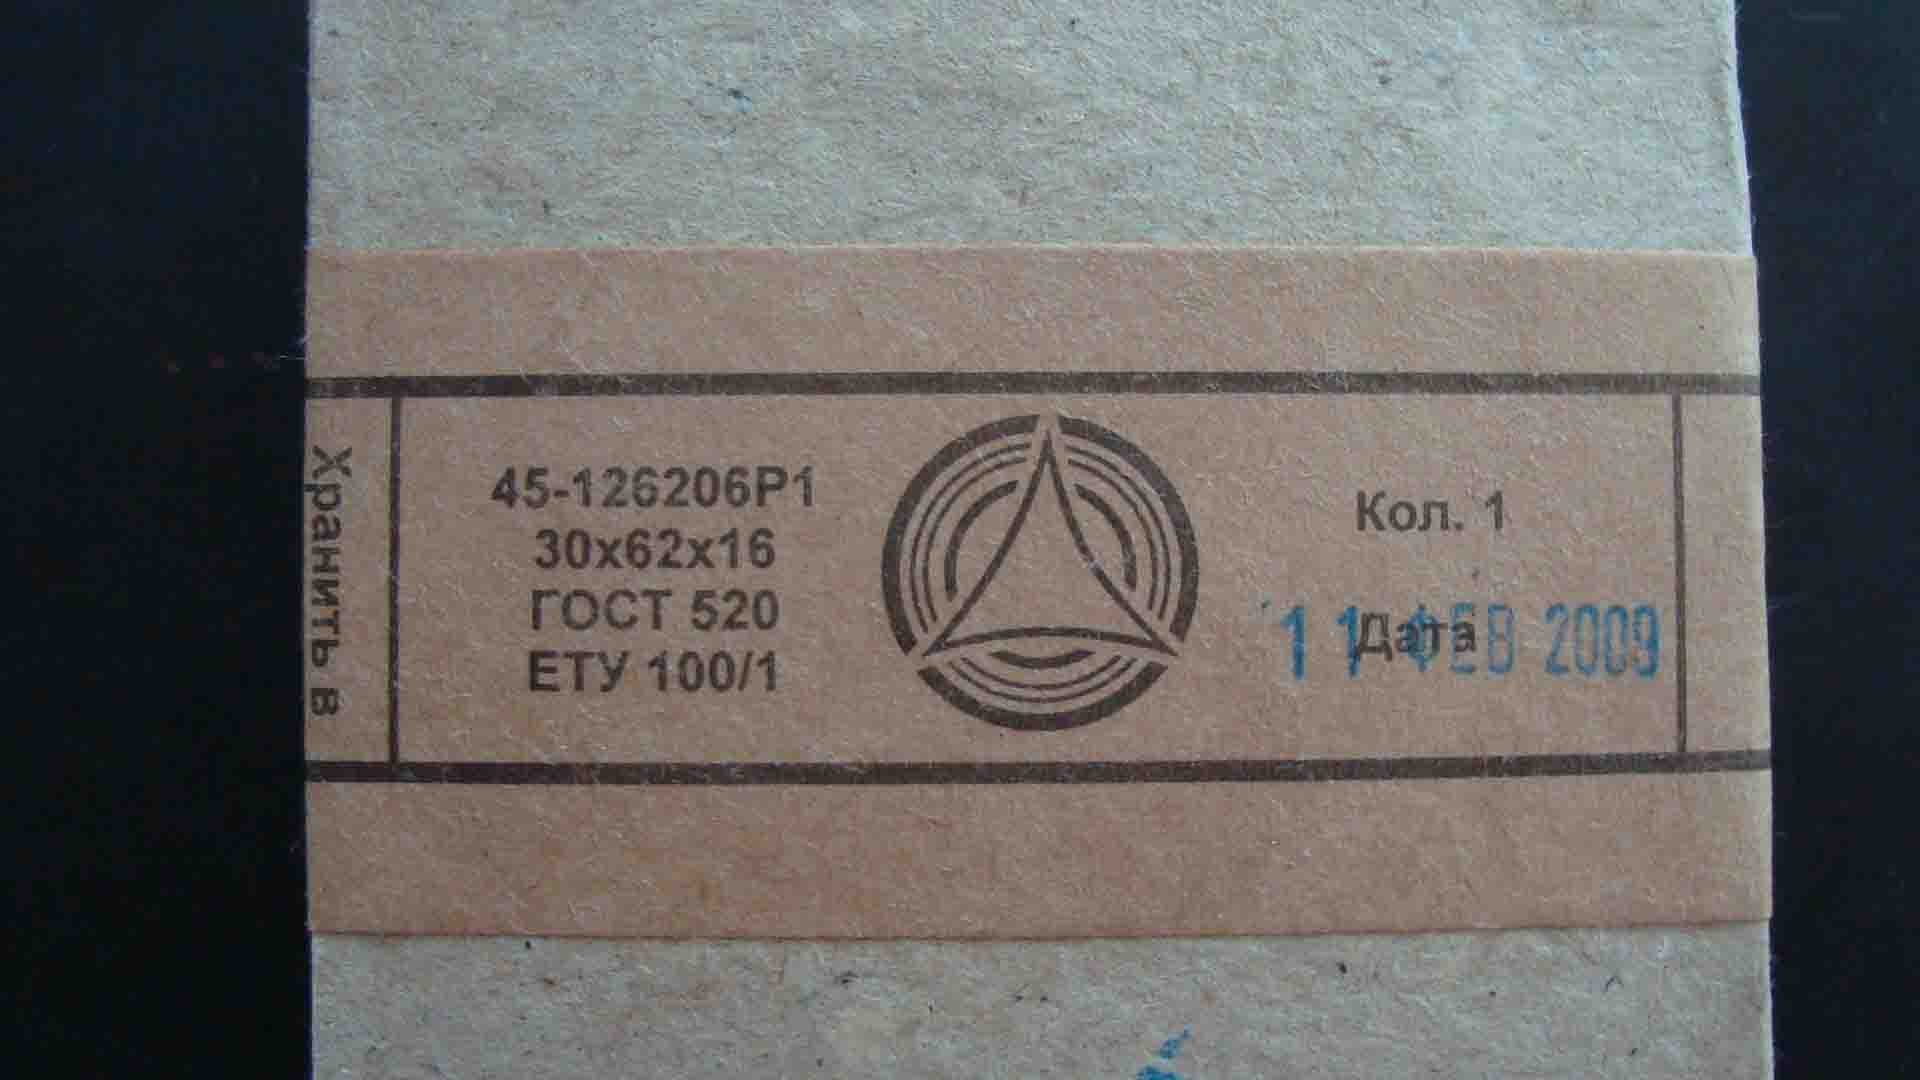 Хранить в
45-126206Р1
30х62х16
ГОСТ 520
ЕТУ 100/1
Кол. 1
Дата
11 ФЕВ 2009